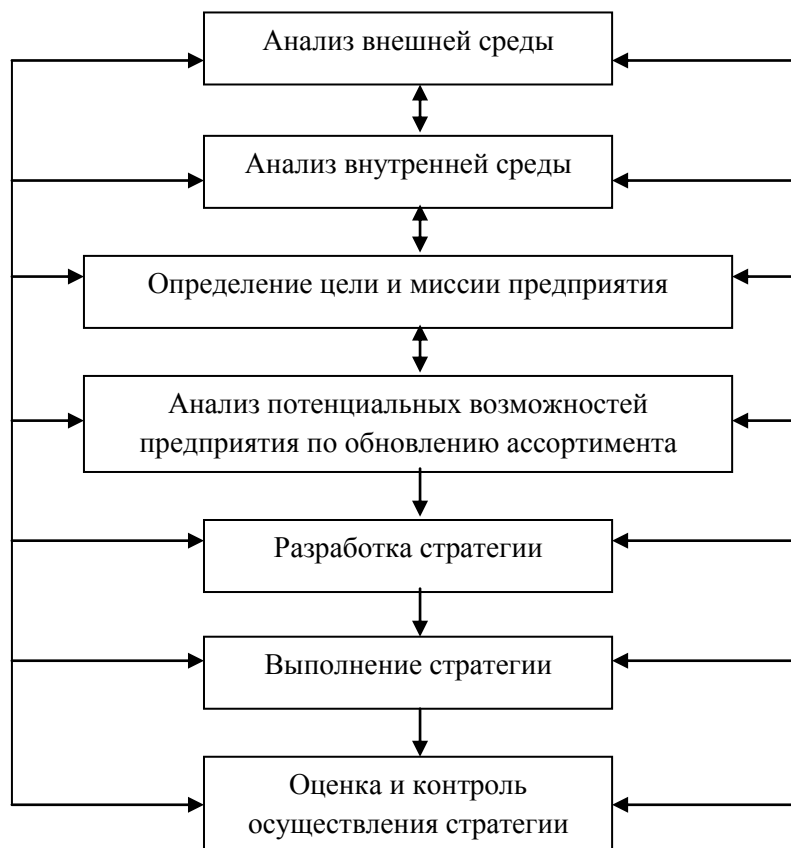 Анализ внешней среды
Анализ внутренней среды
Определение цели и миссии предприятия
Анализ потенциальных возможностей
предприятия по обновлению ассортимента
Разработка стратегии
Выполнение стратегии
Оценка и контроль
осуществления стратегии